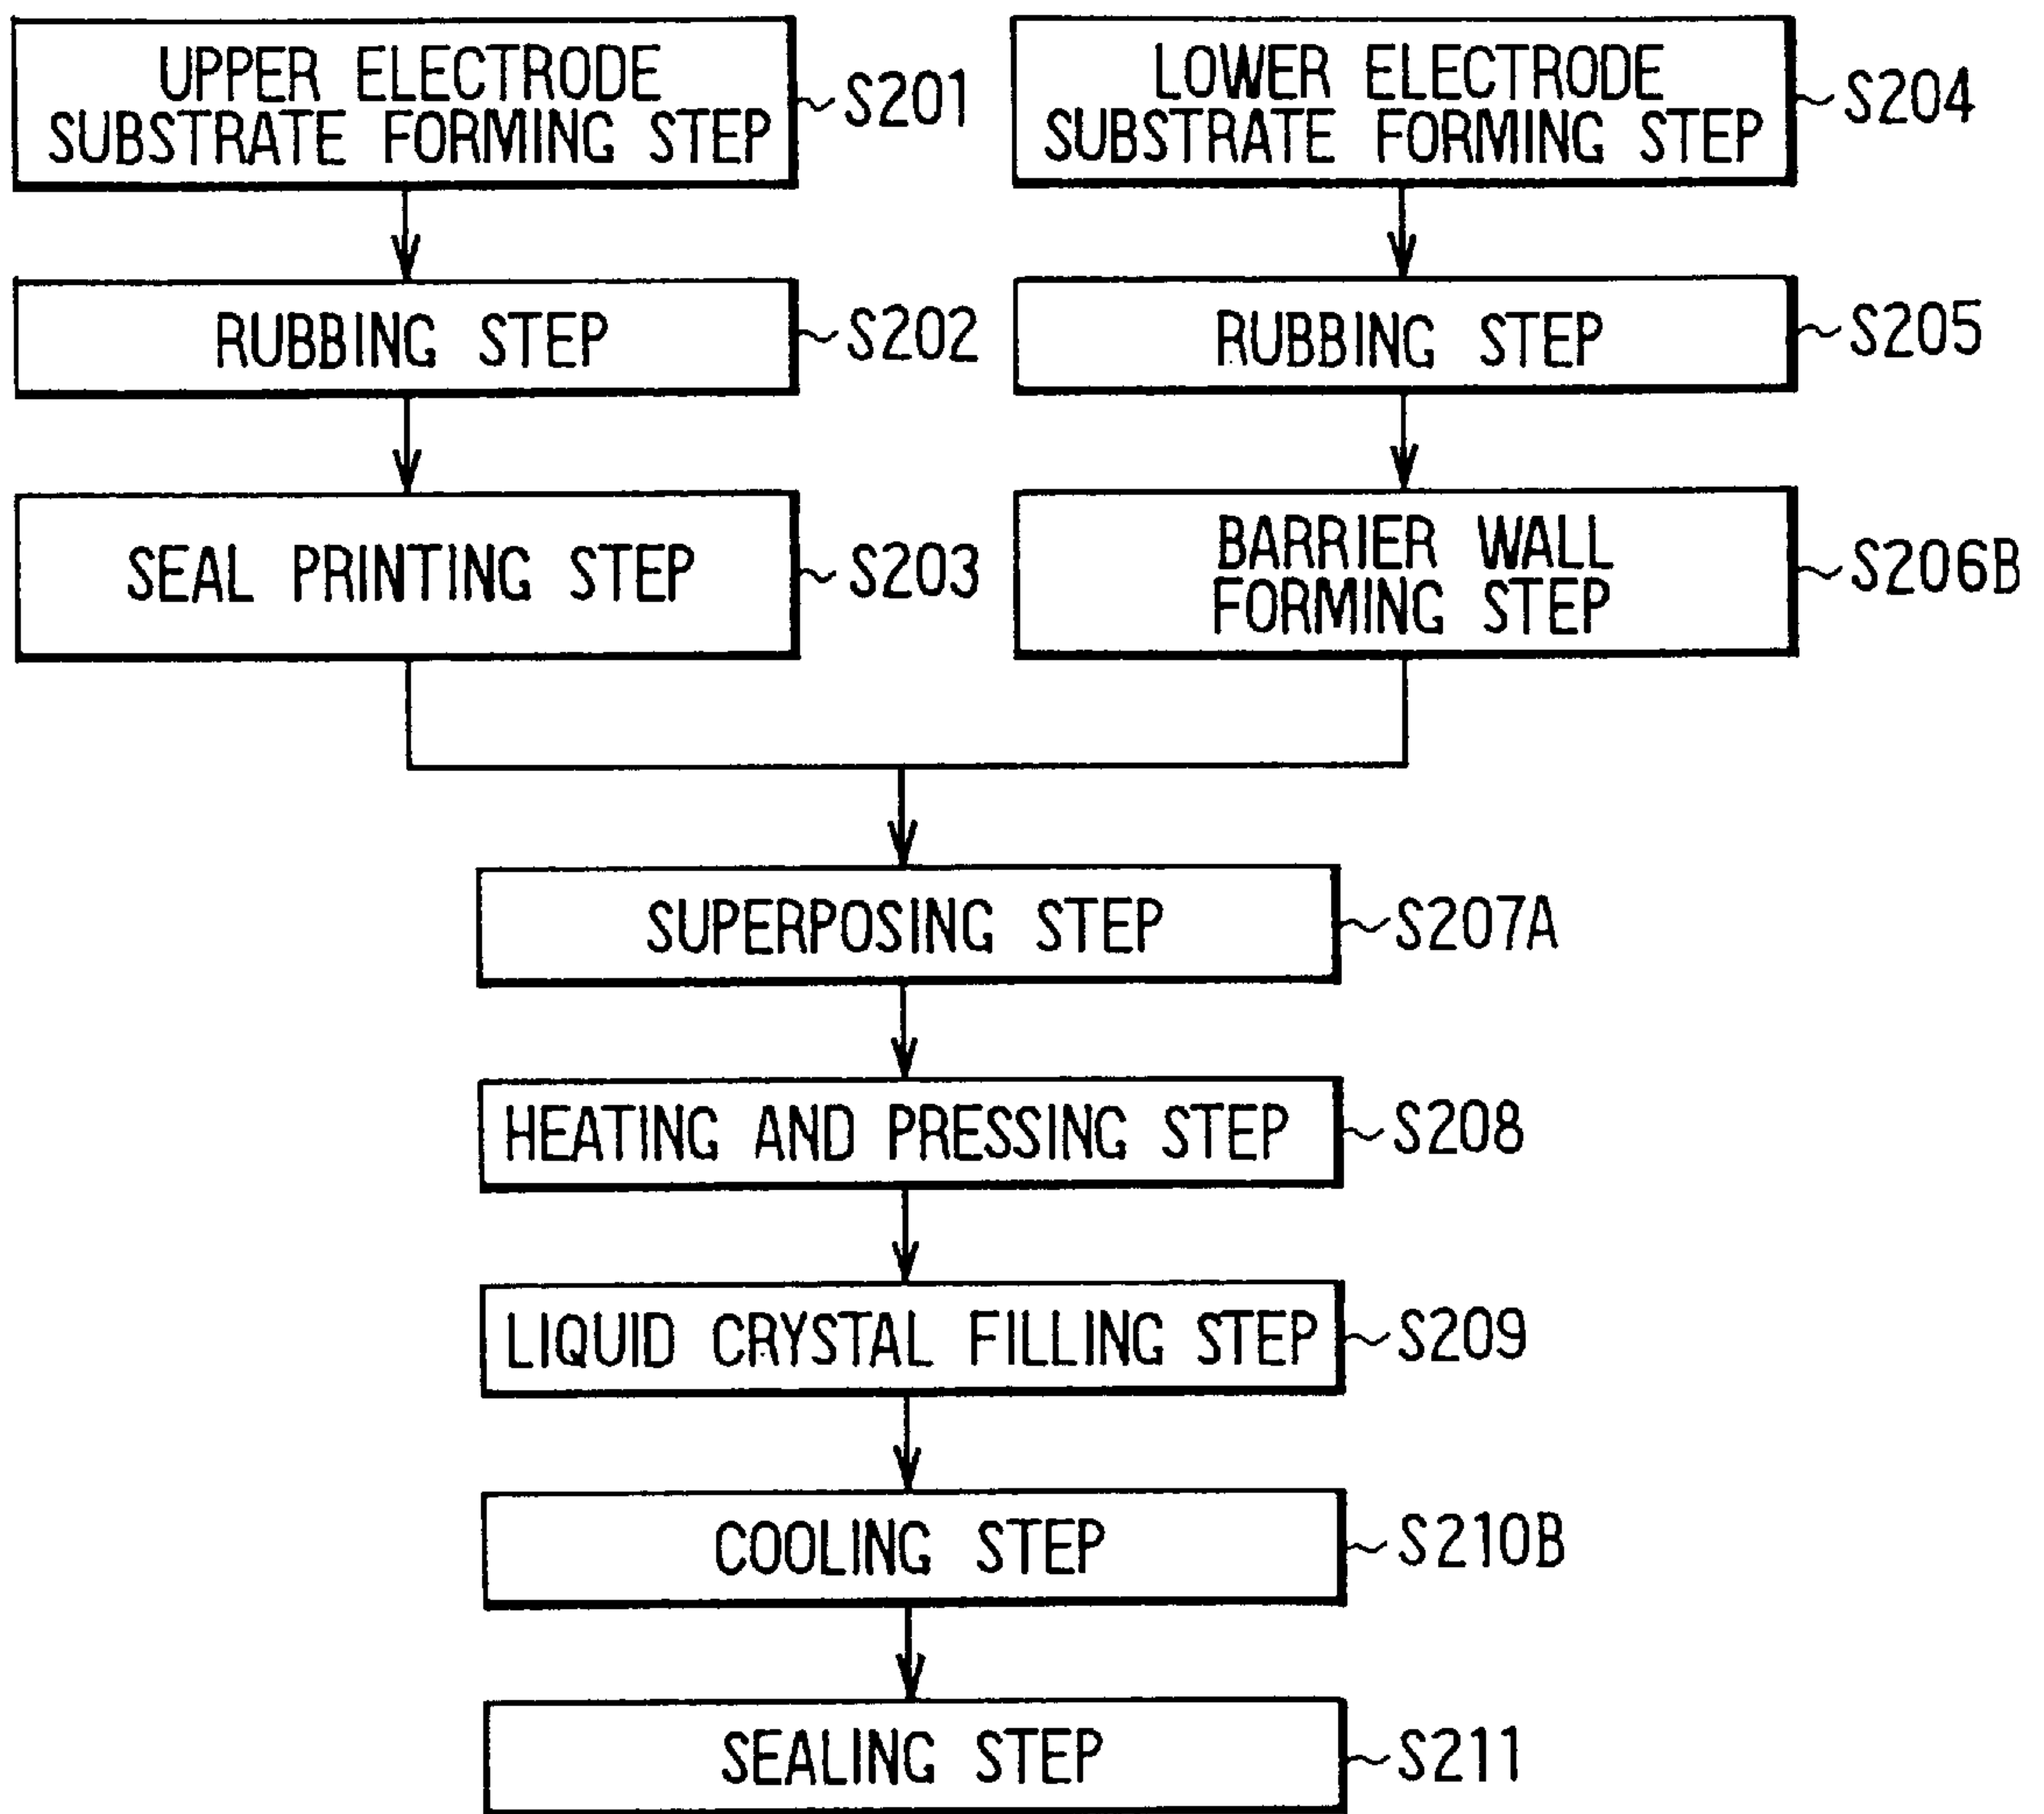 UPPER ELECTRODE
SUBSTRATE FORMING STEP
S201
RUBBING STEP
S202
SEAL PRINTING STEP
S203
LOWER ELECTRODE
SUBSTRATE FORMING STEP
S204
RUBBING STEP
S205
BARRIER WALL
FORMING STEP
S206B
SUPERPOSING STEP
S207A
HEATING AND PRESSING STEP
S208
LIQUID CRYSTAL FILLING STEP
S209
COOLING STEP
S210B
SEALING STEP
S211